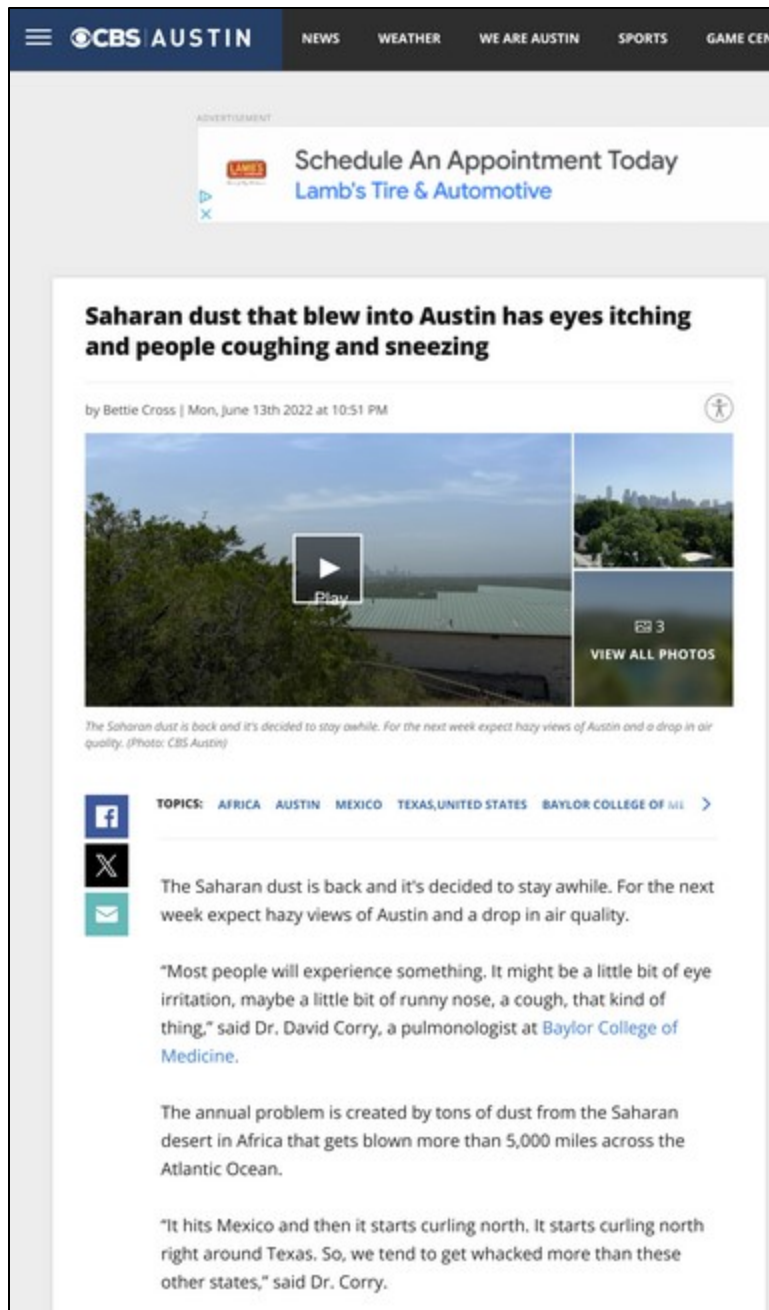 CBS AUSTIN NEWS WEATHER WE ARE AUSTIN SPORTS GAME CEN
ADVERTISEMENT
LAMB'S
Schedule An Appointment Today
Lamb's Tire & Automotive
Saharan dust that blew into Austin has eyes itching
and people coughing and sneezing
by Bettie Cross | Mon, June 13th 2022 at 10:51 PM
Play
3
VIEW ALL PHOTOS
The Saharan dust is back and it's decided to stay awhile. For the next week expect hazy views of Austin and a drop in air
quality. (Photo: CBS Austin)
TOPICS: AFRICA AUSTIN MEXICO TEXAS,UNITED STATES BAYLOR COLLEGE OF
The Saharan dust is back and it's decided to stay awhile. For the next
week expect hazy views of Austin and a drop in air quality.
“Most people will experience something. It might be a little bit of eye
irritation, maybe a little bit of runny nose, a cough, that kind of
thing,” said Dr. David Corry, a pulmonologist at Baylor College of
Medicine.
The annual problem is created by tons of dust from the Saharan
desert in Africa that gets blown more than 5,000 miles across the
Atlantic Ocean.
“It hits Mexico and then it starts curling north. It starts curling north
right around Texas. So, we tend to get whacked more than these
other states,” said Dr. Corry.